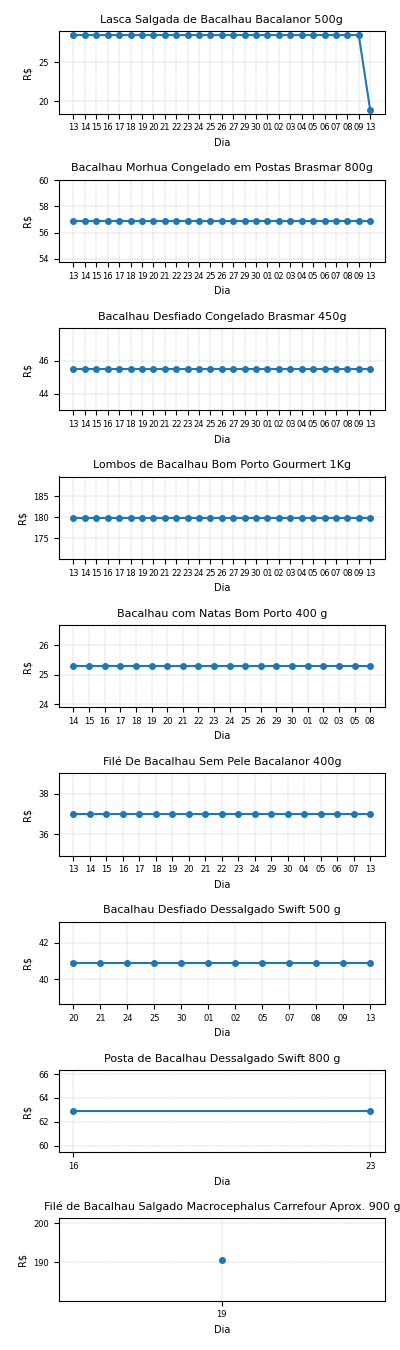 Lasca Salgada de Bacalhau Bacalanor 500g
R$
25
20
13 14 15 16 17 18 19 20 21 22 23 24 25 26 27 29 30 01 02 03 04 05 06 07 08 09 13
Dia
Bacalhau Morhua Congelado em Postas Brasmar 800g
R$
60
58
56
54
13 14 15 16 17 18 19 20 21 22 23 24 25 26 27 29 30 01 02 03 04 05 06 07 08 09 13
Dia
Bacalhau Desfiado Congelado Brasmar 450g
R$
46
44
13 14 15 16 17 18 19 20 21 22 23 24 25 26 27 29 30 01 02 03 04 05 06 07 08 09 13
Dia
Lombos de Bacalhau Bom Porto Gourmert 1Kg
R$
185
180
175
13 14 15 16 17 18 19 20 21 22 23 24 25 26 27 29 30 01 02 03 04 05 06 07 08 09 13
Dia
Bacalhau com Natas Bom Porto 400 g
R$
26
25
24
14 15 16 17 18 19 20 21 22 23 24 25 26 29 30 01 02 03 05 08
Dia
Filé De Bacalhau Sem Pele Bacalanor 400g
R$
38
36
13 14 15 16 17 18 19 20 21 22 23 24 29 30 04 05 06 07 13
Dia
Bacalhau Desfiado Dessalgado Swift 500 g
R$
42
40
20 21 24 25 30 01 02 05 07 08 09 13
Dia
Posta de Bacalhau Dessalgado Swift 800 g
R$
66
64
62
60
16 23
Dia
Filé de Bacalhau Salgado Macrocephalus Carrefour Aprox. 900 g
R$
200
190
19
Dia